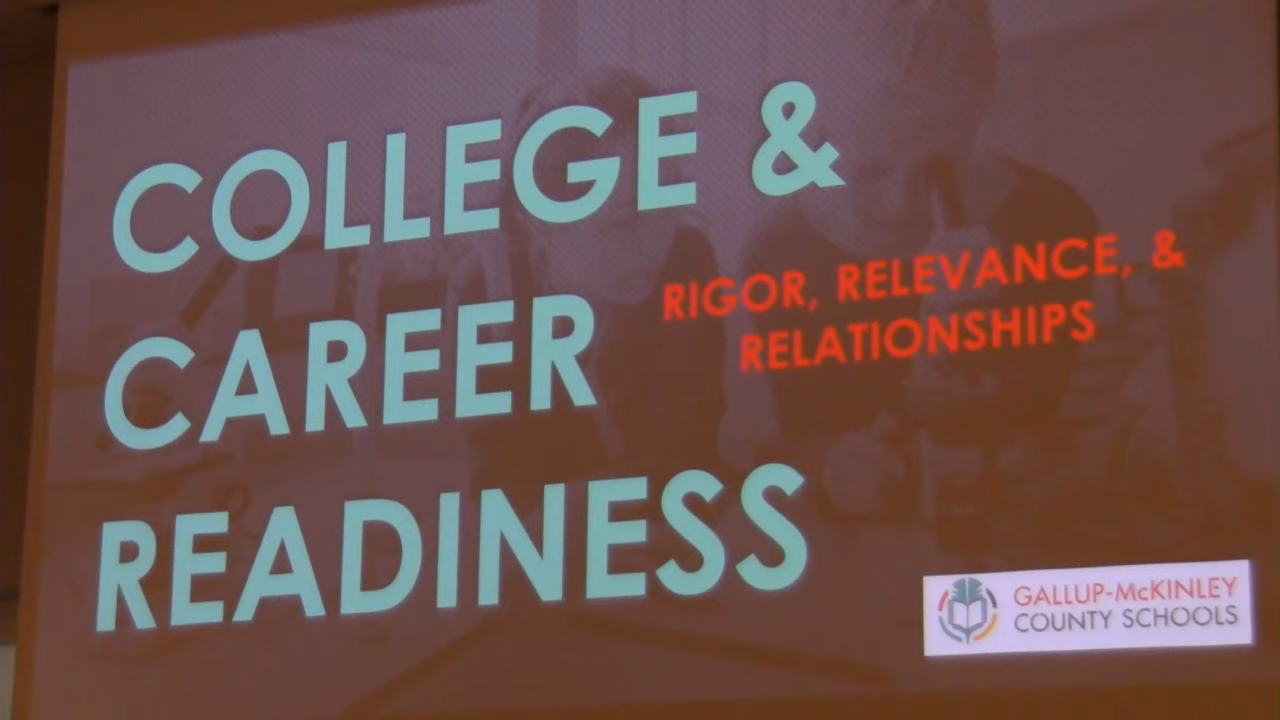 COLLEGE &
CAREER
READINESS
RIGOR, RELEVANCE, &
RELATIONSHIPS
GALLUP-McKINLEY
COUNTY SCHOOLS